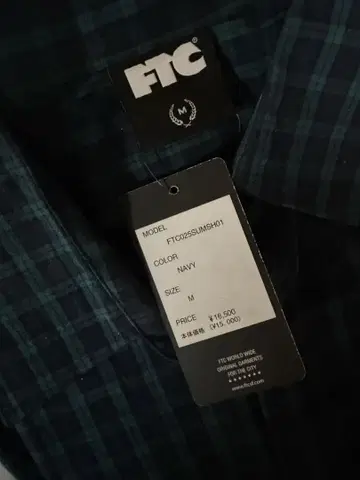 FTC
M
MODEL
FTC025SUMSH01
COLOR
NAVY
SIZE
M
PRICE ¥16,500
本体価格 (¥15,000)
FTC WORLD WIDE
ORIGINAL GARMENTS
FOR THE CITY
★★★★★★★
www.ftcsf.com